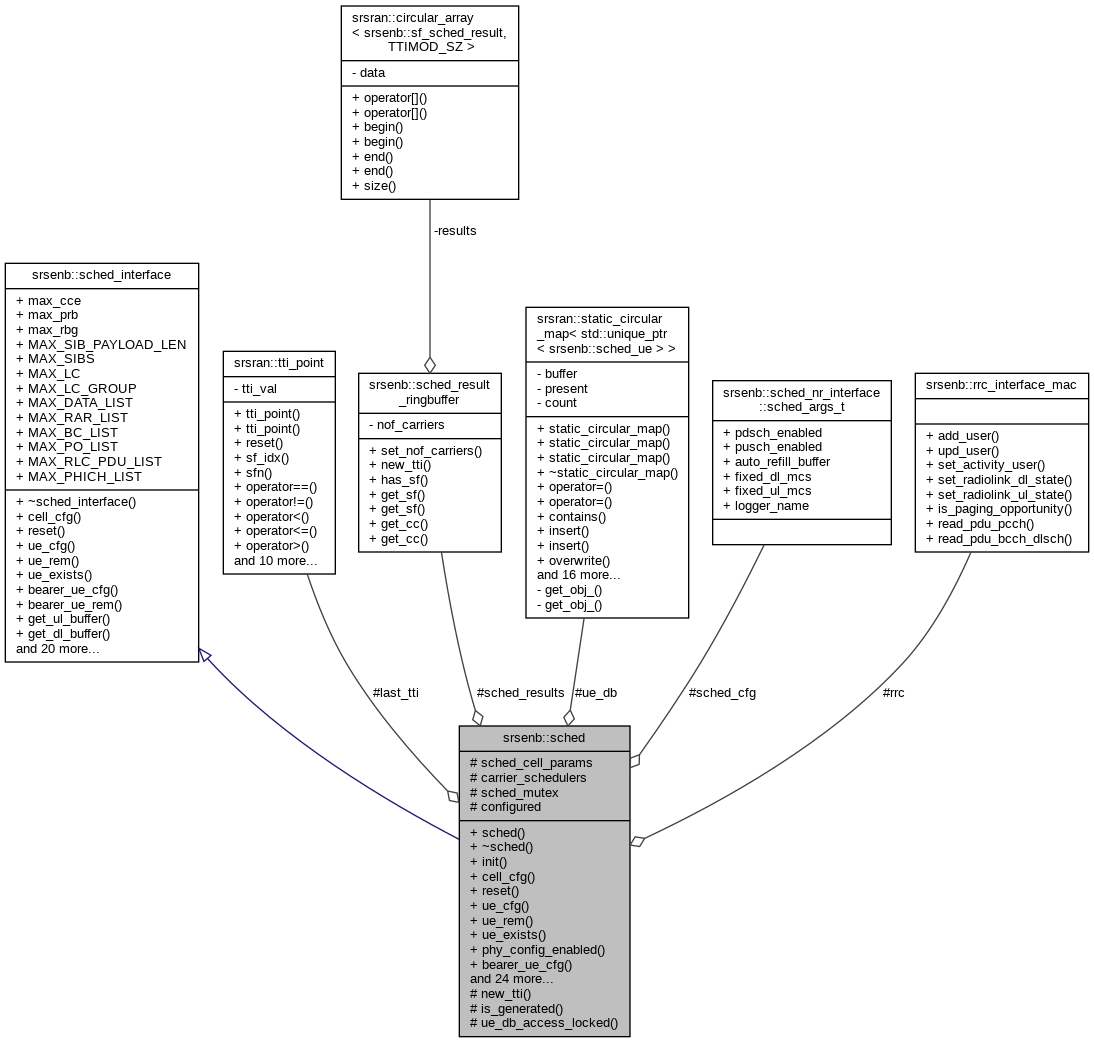 srsran::circular_array
< srsenb::sf_sched_result,
TTIMOD_SZ >
- data
+ operator[]()
+ operator[]()
+ begin()
+ begin()
+ end()
+ end()
+ size()
-results
srsenb::sched_interface
+ max_cce
+ max_prb
+ max_rbg
+ MAX_SIB_PAYLOAD_LEN
+ MAX_SIBS
+ MAX_LC
+ MAX_LC_GROUP
+ MAX_DATA_LIST
+ MAX_RAR_LIST
+ MAX_BC_LIST
+ MAX_PO_LIST
+ MAX_RLC_PDU_LIST
+ MAX_PHICH_LIST
+ ~sched_interface()
+ cell_cfg()
+ reset()
+ ue_cfg()
+ ue_rem()
+ ue_exists()
+ bearer_ue_cfg()
+ bearer_ue_rem()
+ get_ul_buffer()
+ get_dl_buffer()
and 20 more...
srsran::tti_point
- tti_val
+ tti_point()
+ tti_point()
+ reset()
+ sf_idx()
+ sfn()
+ operator==()
+ operator!=()
+ operator<()
+ operator<=()
+ operator>()
and 10 more...
srsenb::sched_result
_ringbuffer
- nof_carriers
+ set_nof_carriers()
+ new_tti()
+ has_sf()
+ get_sf()
+ get_sf()
+ get_cc()
+ get_cc()
srsran::static_circular
_map< std::unique_ptr
< srsenb::sched_ue > >
- buffer
- present
- count
+ static_circular_map()
+ static_circular_map()
+ static_circular_map()
+ ~static_circular_map()
+ operator=()
+ operator=()
+ contains()
+ insert()
+ insert()
+ overwrite()
and 16 more...
- get_obj_()
- get_obj_()
srsenb::sched_nr_interface
::sched_args_t
+ pdsch_enabled
+ pusch_enabled
+ auto_refill_buffer
+ fixed_dl_mcs
+ fixed_ul_mcs
+ logger_name
srsenb::rrc_interface_mac
+ add_user()
+ upd_user()
+ set_activity_user()
+ set_radiolink_dl_state()
+ set_radiolink_ul_state()
+ is_paging_opportunity()
+ read_pdu_pcch()
+ read_pdu_bcch_dlsch()
#last_tti
#sched_results
#ue_db
#sched_cfg
#rrc
srsenb::sched
# sched_cell_params
# carrier_schedulers
# sched_mutex
# configured
+ sched()
+ ~sched()
+ init()
+ cell_cfg()
+ reset()
+ ue_cfg()
+ ue_rem()
+ ue_exists()
+ phy_config_enabled()
+ bearer_ue_cfg()
and 24 more...
# new_tti()
# is_generated()
# ue_db_access_locked()